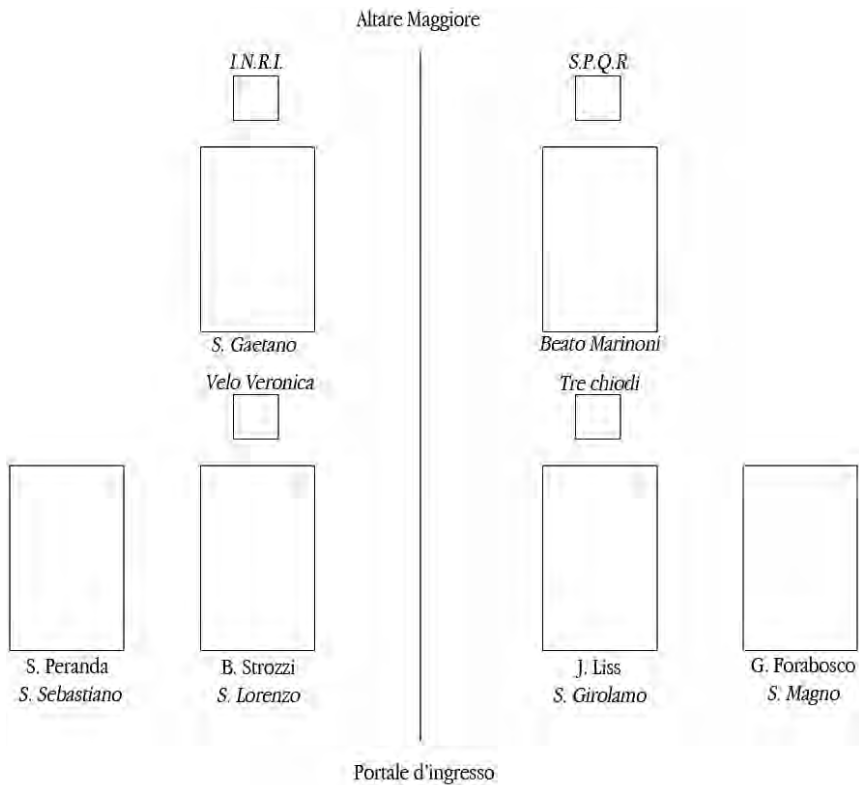 Altare Maggiore
I.N.R.I.
S.P.Q.R
S. Gaetano
Beato Marinoni
Velo Veronica
Tre chiodi
S. Peranda
S. Sebastiano
B. Strozzi
S. Lorenzo
J. Liss
S. Girolamo
G. Forabosco
S. Magno
Portale d'ingresso